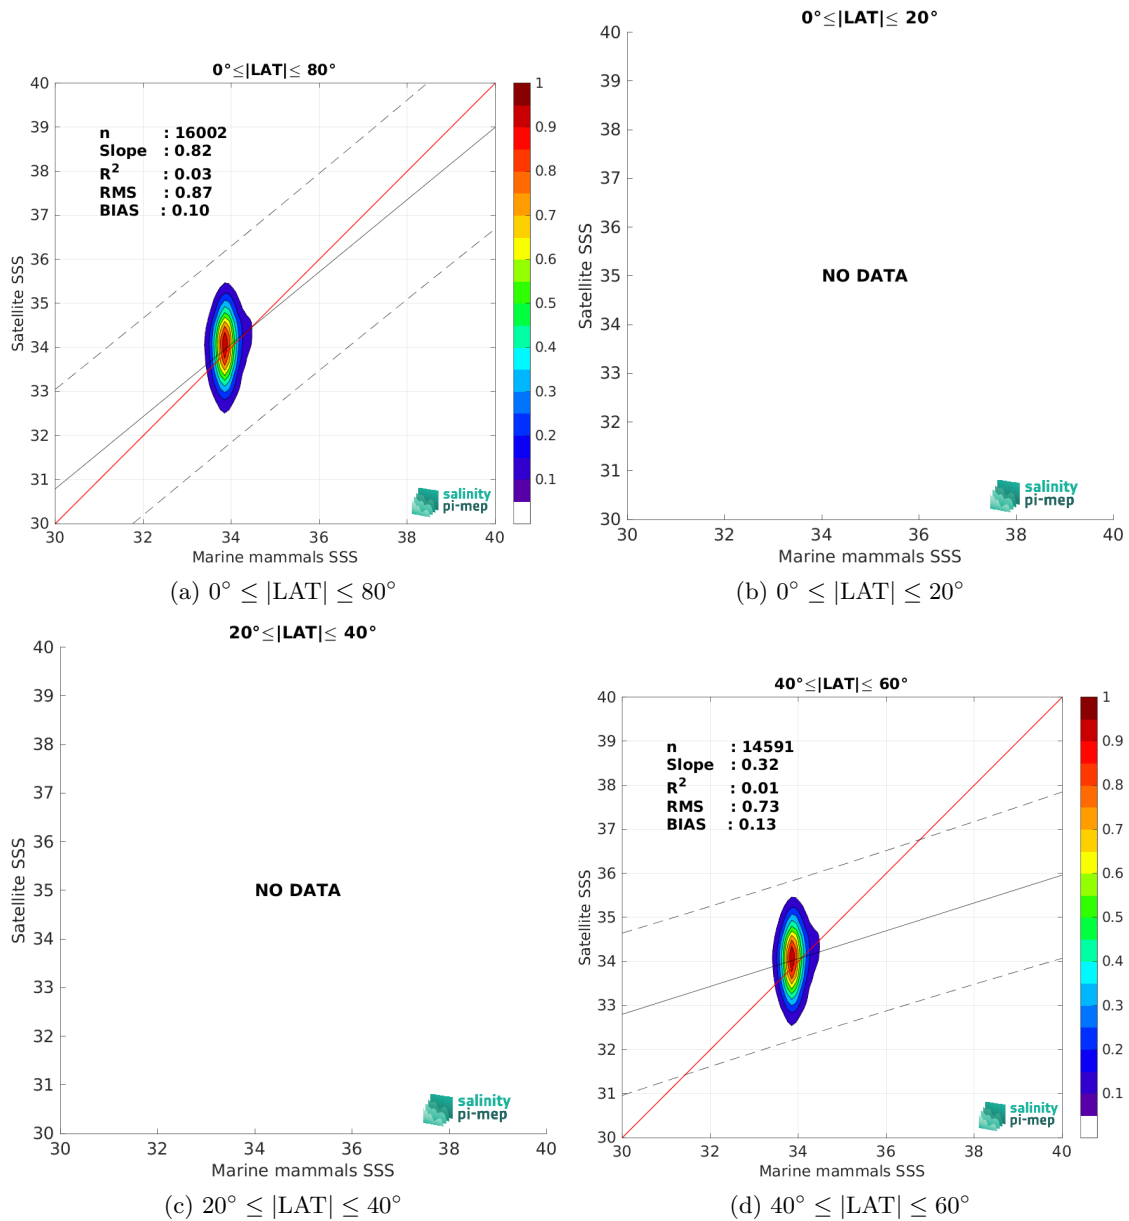 0°≤|LAT|≤ 80°
40
39
38
37
36
35
34
33
32
31
30
n : 16002
Slope : 0.82
R² : 0.03
RMS : 0.87
BIAS : 0.10
1
0.9
0.8
0.7
0.6
0.5
0.4
0.3
0.2
0.1
Satellite SSS
salinity
pi-mep
30 32 34 36 38 40
Marine mammals SSS
(a) 0° ≤ |LAT| ≤ 80°
0°≤|LAT|≤ 20°
40
39
38
37
36
35
34
33
32
31
30
Satellite SSS
NO DATA
salinity
pi-mep
30 32 34 36 38 40
Marine mammals SSS
(b) 0° ≤ |LAT| ≤ 20°
20°≤|LAT|≤ 40°
40
39
38
37
36
35
34
33
32
31
30
Satellite SSS
NO DATA
salinity
pi-mep
30 32 34 36 38 40
Marine mammals SSS
(c) 20° ≤ |LAT| ≤ 40°
40°≤|LAT|≤ 60°
40
39
38
37
36
35
34
33
32
31
30
n : 14591
Slope : 0.32
R² : 0.01
RMS : 0.73
BIAS : 0.13
1
0.9
0.8
0.7
0.6
0.5
0.4
0.3
0.2
0.1
Satellite SSS
salinity
pi-mep
30 32 34 36 38 40
Marine mammals SSS
(d) 40° ≤ |LAT| ≤ 60°